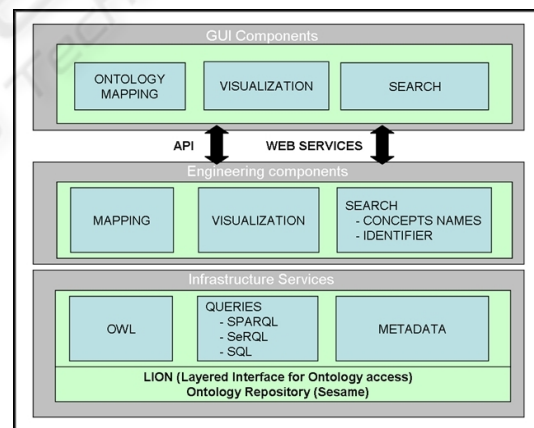 GUI Components
ONTOLOGY
MAPPING
VISUALIZATION
SEARCH
API
WEB SERVICES
Engineering components
MAPPING
VISUALIZATION
SEARCH
- CONCEPTS NAMES
- IDENTIFIER
Infrastructure Services
OWL
QUERIES
- SPARQL
- SeRQL
- SQL
METADATA
LION (Layered Interface for Ontology access)
Ontology Repository (Sesame)